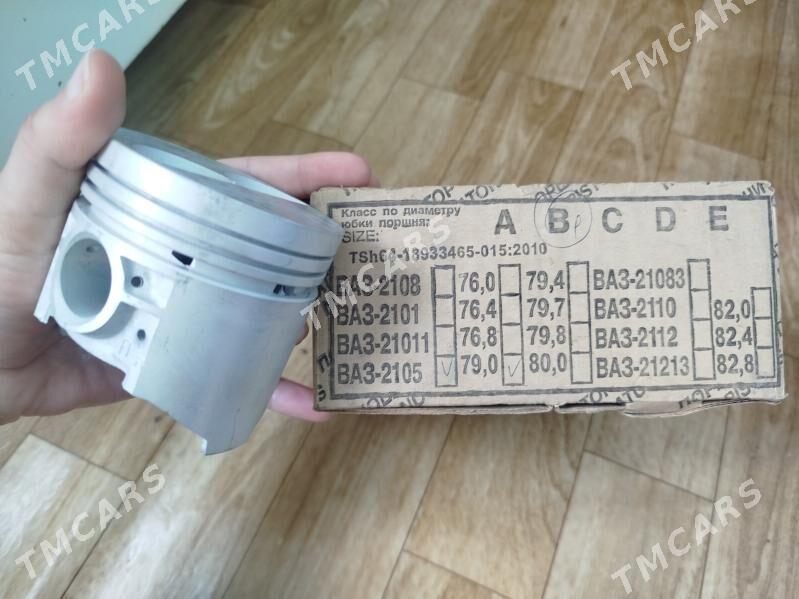 TMCARS
TMCARS
TMCARS
Класс по диаметру
юбки поршня:
SIZE:
A B C D E
TSh64-13933465-015:2010
ВАЗ-2108 76,0 79,4 ВАЗ-21083
ВАЗ-2101 76,4 79,7 ВАЗ-2110 82,0
ВАЗ-21011 76,8 79,8 ВАЗ-2112 82,4
ВАЗ-2105 ✓ 79,0 ✓ 80,0 ВАЗ-21213 82,8
TMCARS
TMCARS
TMCARS